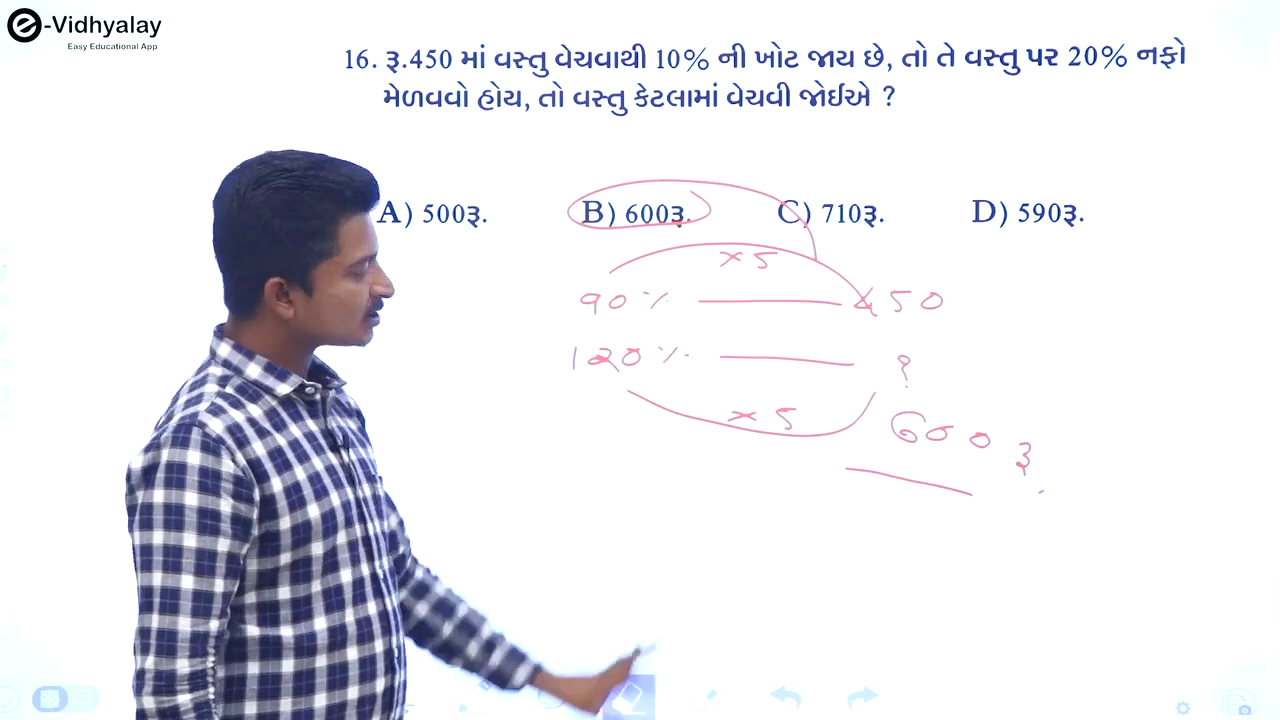 e-Vidhyalay
Easy Educational App
16. રૂ.450 માં વસ્તુ વેચવાથી 10% ની ખોટ જાય છે, તો તે વસ્તુ પર 20% નફો
મેળવવો હોય, તો વસ્તુ કેટલામાં વેચવી જોઈએ ?
A) 500રૂ. B) 600રૂ. C) 710રૂ. D) 590રૂ.
× 5
90% 450
120% ?
× 5
600 રૂ.